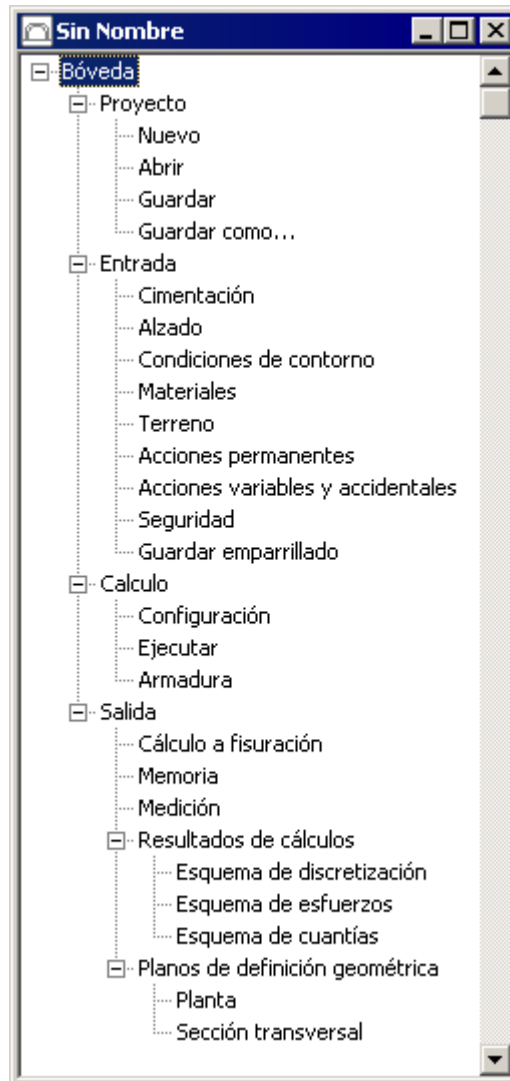 Sin Nombre
Bóveda
Proyecto
Nuevo
Abrir
Guardar
Guardar como...
Entrada
Cimentación
Alzado
Condiciones de contorno
Materiales
Terreno
Acciones permanentes
Acciones variables y accidentales
Seguridad
Guardar emparrillado
Calculo
Configuración
Ejecutar
Armadura
Salida
Cálculo a fisuración
Memoria
Medición
Resultados de cálculos
Esquema de discretización
Esquema de esfuerzos
Esquema de cuantías
Planos de definición geométrica
Planta
Sección transversal